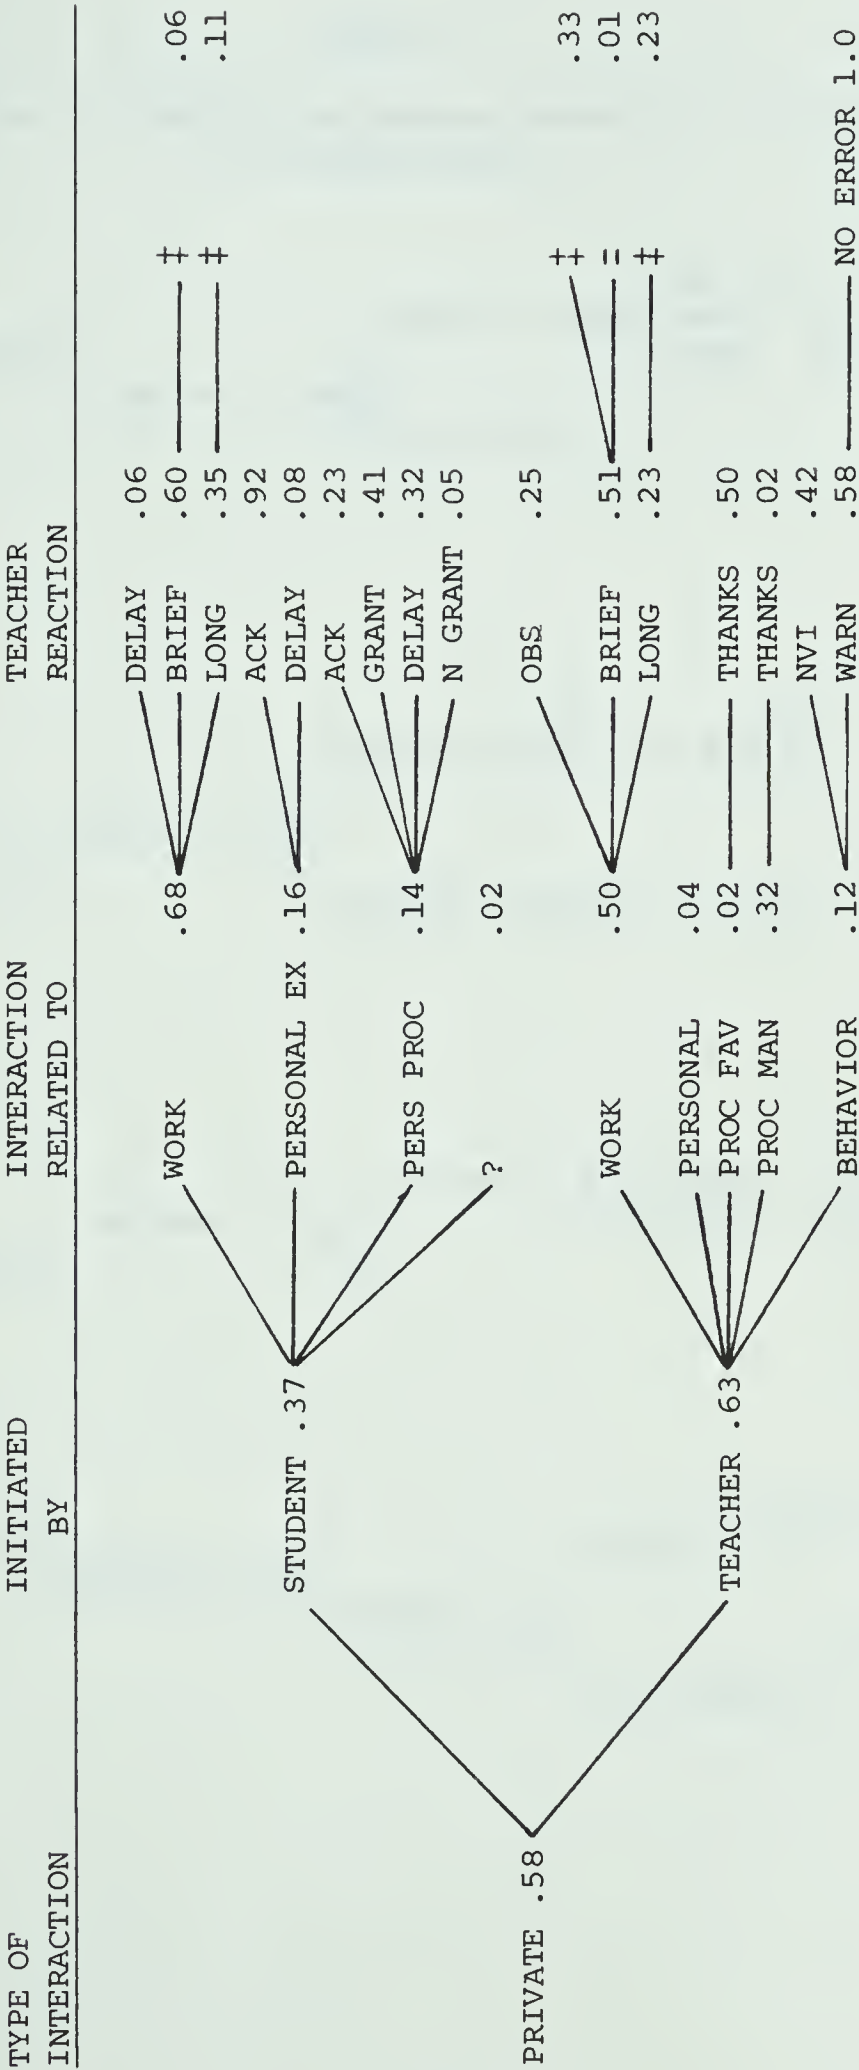 TYPE OF INITIATED INTERACTION TEACHER
INTERACTION BY RELATED TO REACTION
DELAY .06
WORK .68 BRIEF .60 ++ .06
LONG .35 ++ .11
ACK .92
STUDENT .37 PERSONAL EX .16 DELAY .08
ACK .23
GRANT .41
PERS PROC .14 DELAY .32
N GRANT .05
? .02
PRIVATE .58 OBS .25
++ .33
WORK .50 BRIEF .51 = .01
LONG .23 ++ .23
PERSONAL .04
TEACHER .63 PROC FAV .02 THANKS .50
PROC MAN .32 THANKS .02
NVI .42
BEHAVIOR .12 WARN .58 NO ERROR 1.0